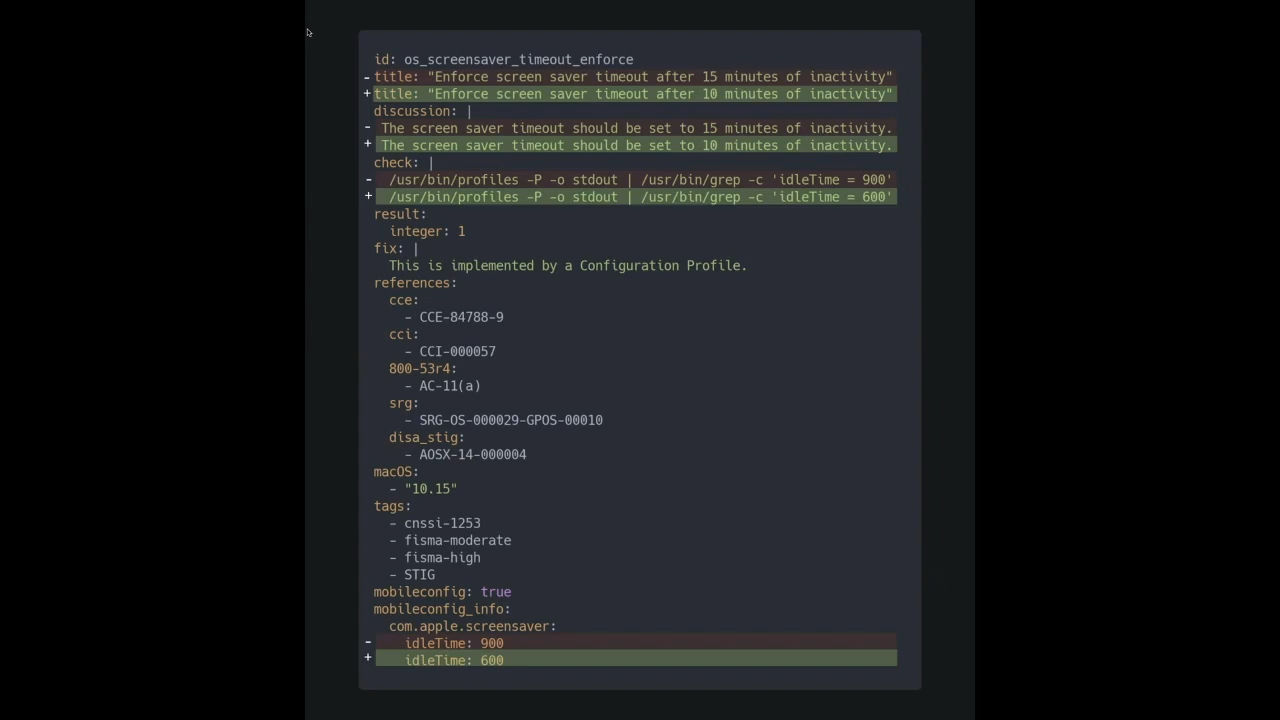 id: os_screensaver_timeout_enforce
-title: "Enforce screen saver timeout after 15 minutes of inactivity"
+title: "Enforce screen saver timeout after 10 minutes of inactivity"
discussion: |
- The screen saver timeout should be set to 15 minutes of inactivity.
+ The screen saver timeout should be set to 10 minutes of inactivity.
check: |
-  /usr/bin/profiles -P -o stdout | /usr/bin/grep -c 'idleTime = 900'
+  /usr/bin/profiles -P -o stdout | /usr/bin/grep -c 'idleTime = 600'
result:
  integer: 1
fix: |
  This is implemented by a Configuration Profile.
references:
  cce:
    - CCE-84788-9
  cci:
    - CCI-000057
  800-53r4:
    - AC-11(a)
  srg:
    - SRG-OS-000029-GPOS-00010
  disa_stig:
    - AOSX-14-000004
macOS:
  - "10.15"
tags:
  - cnssi-1253
  - fisma-moderate
  - fisma-high
  - STIG
mobileconfig: true
mobileconfig_info:
  com.apple.screensaver:
-    idleTime: 900
+    idleTime: 600